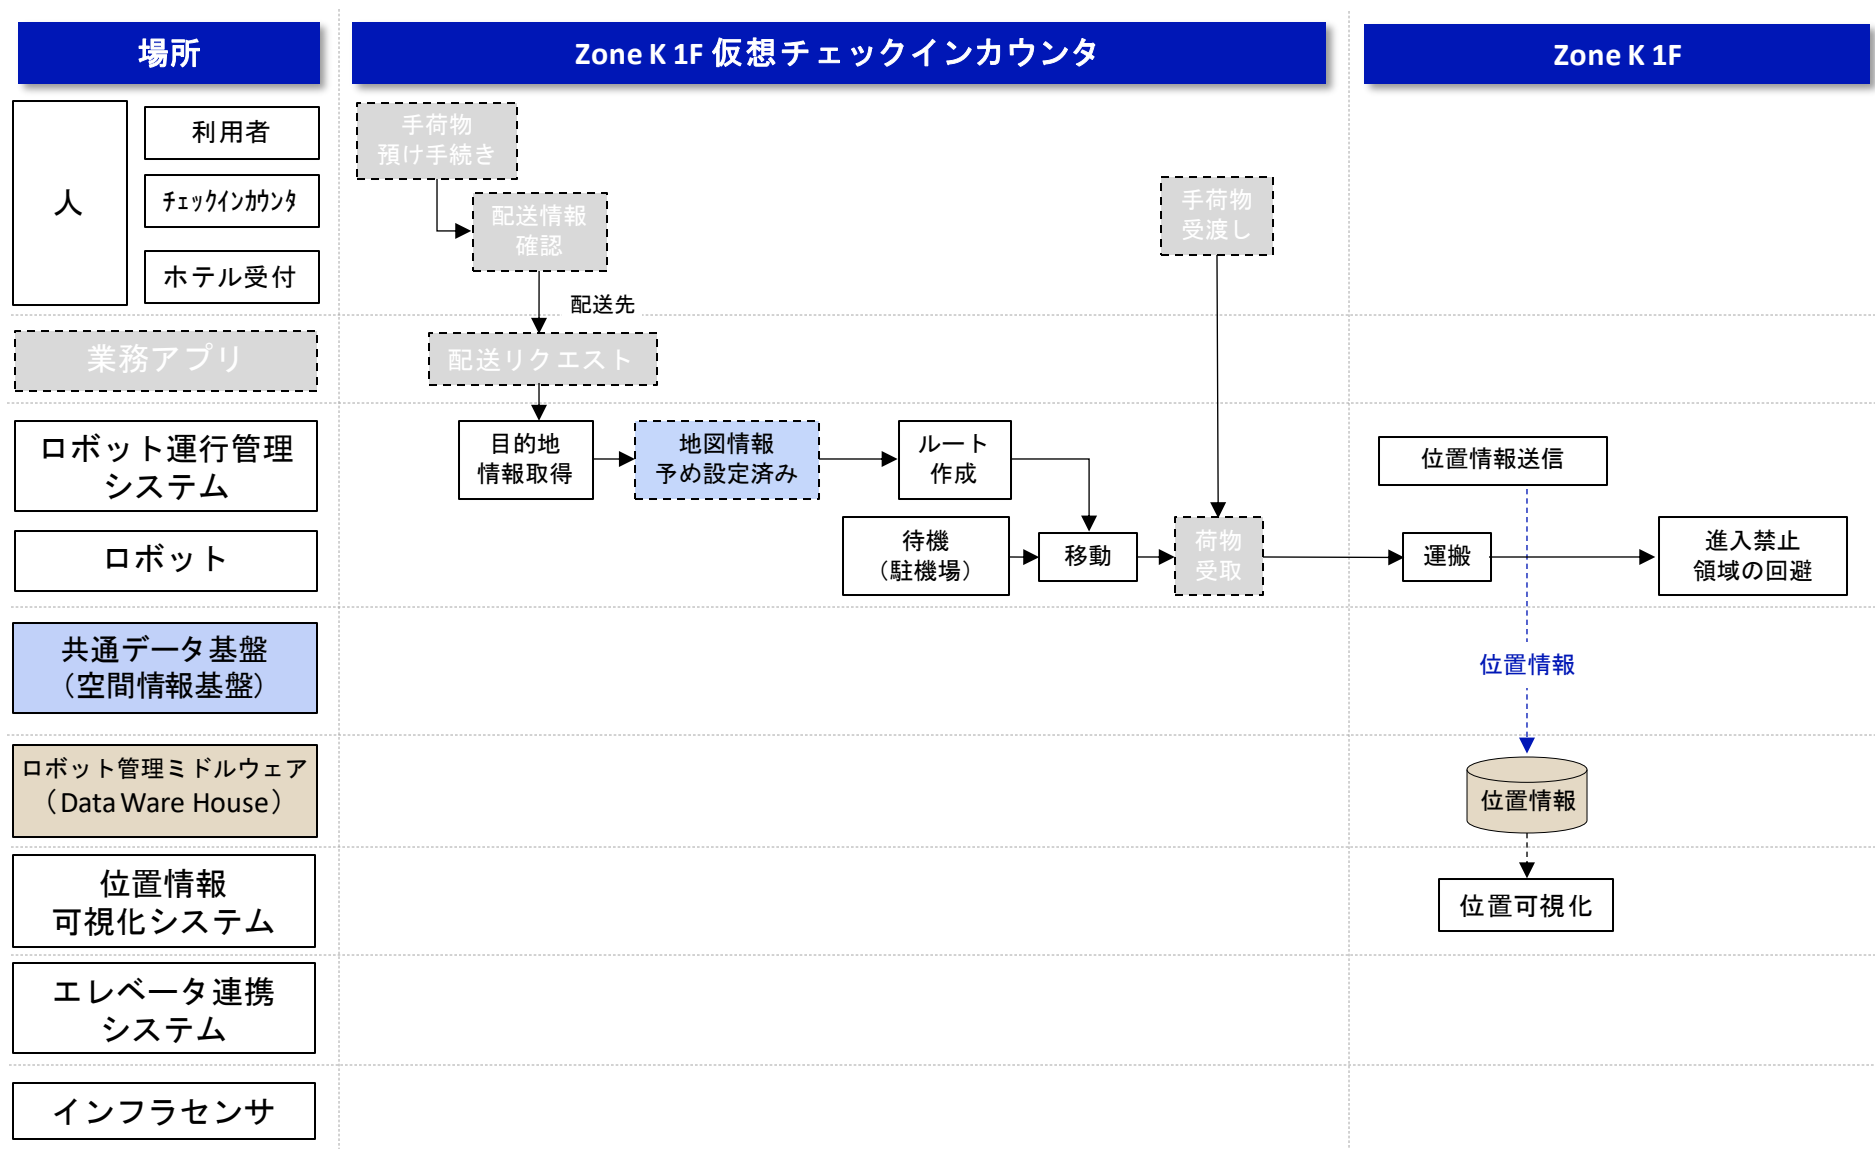 場所
Zone K 1F 仮想チェックインカウンタ
Zone K 1F
人
利用者
ﾁｪｯｸｲﾝｶｳﾝﾀ
ホテル受付
手荷物
預け手続き
配送情報
確認
配送先
手荷物
受渡し
業務アプリ
配送リクエスト
ロボット運行管理
システム
目的地
情報取得
地図情報
予め設定済み
ルート
作成
位置情報送信
ロボット
待機
（駐機場）
移動
荷物
受取
運搬
進入禁止
領域の回避
共通データ基盤
（空間情報基盤）
位置情報
ロボット管理ミドルウェア
（Data Ware House）
位置情報
位置情報
可視化システム
位置可視化
エレベータ連携
システム
インフラセンサ